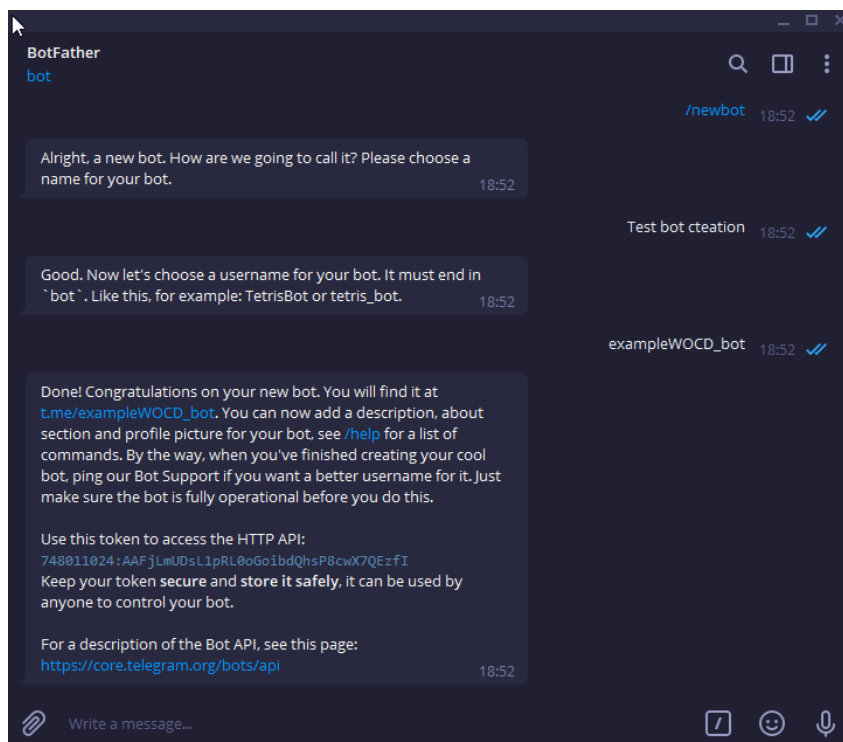 BotFather
bot
/newbot 18:52
Alright, a new bot. How are we going to call it? Please choose a
name for your bot.
18:52
Test bot cteation 18:52
Good. Now let's choose a username for your bot. It must end in
`bot`. Like this, for example: TetrisBot or tetris_bot.
18:52
exampleWOCD_bot 18:52
Done! Congratulations on your new bot. You will find it at
t.me/exampleWOCD_bot. You can now add a description, about
section and profile picture for your bot, see /help for a list of
commands. By the way, when you've finished creating your cool
bot, ping our Bot Support if you want a better username for it. Just
make sure the bot is fully operational before you do this.
Use this token to access the HTTP API:
748011024:AAFjLmUDsL1pRL0oGoibdQhsP8cwX7QEzfI
Keep your token secure and store it safely, it can be used by
anyone to control your bot.
For a description of the Bot API, see this page:
https://core.telegram.org/bots/api
18:52
Write a message...